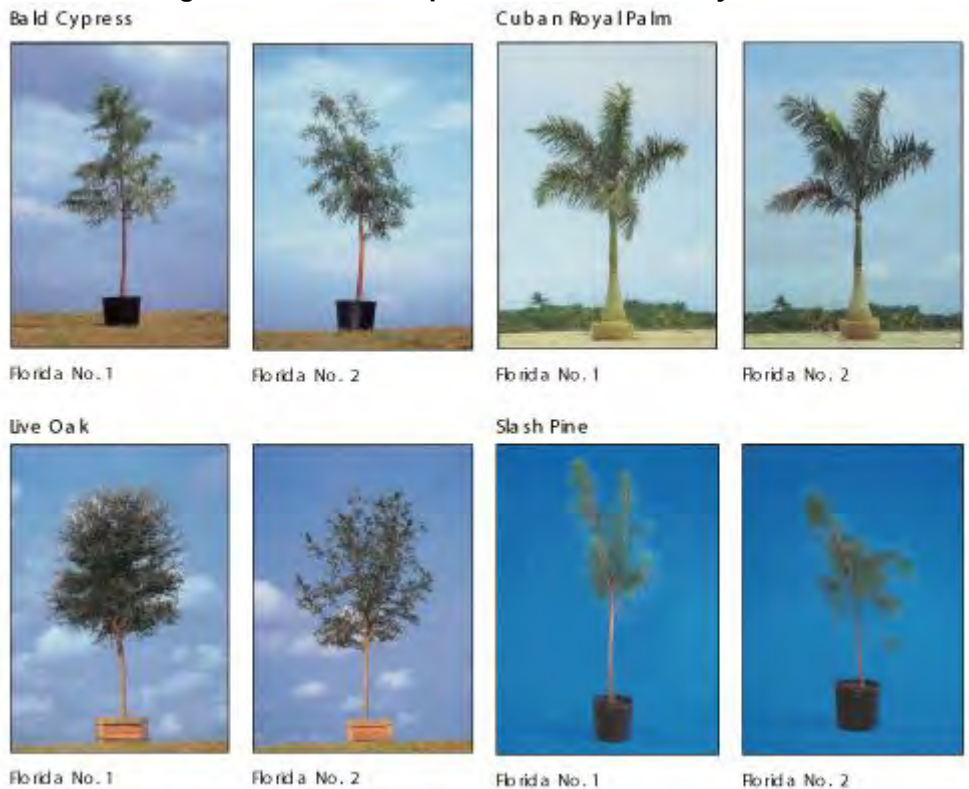 Bald Cypress
Cuban Royal Palm
Florida No. 1
Florida No. 2
Florida No. 1
Florida No. 2
Live Oak
Slash Pine
Florida No. 1
Florida No. 2
Florida No. 1
Florida No. 2